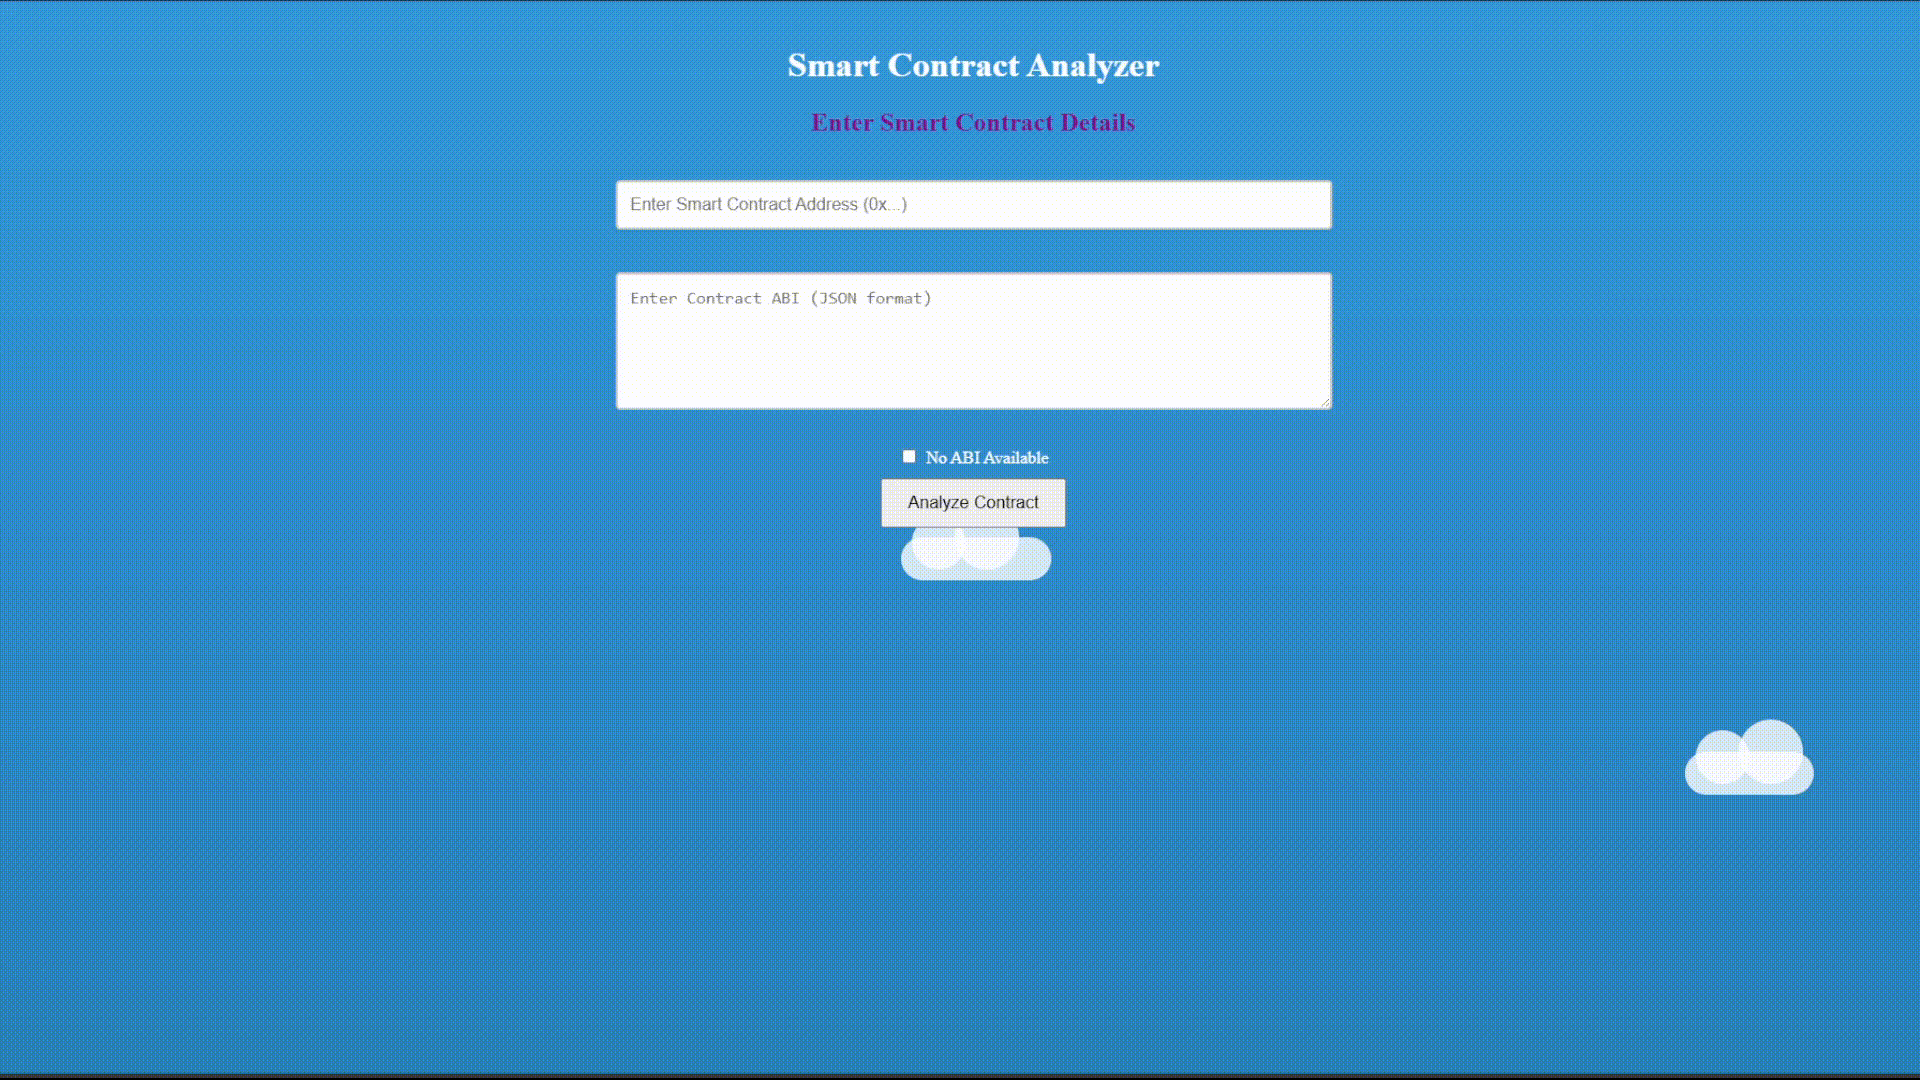 Smart Contract Analyzer
Enter Smart Contract Details
Enter Smart Contract Address (0x...)
Enter Contract ABI (JSON format)
No ABI Available
Analyze Contract